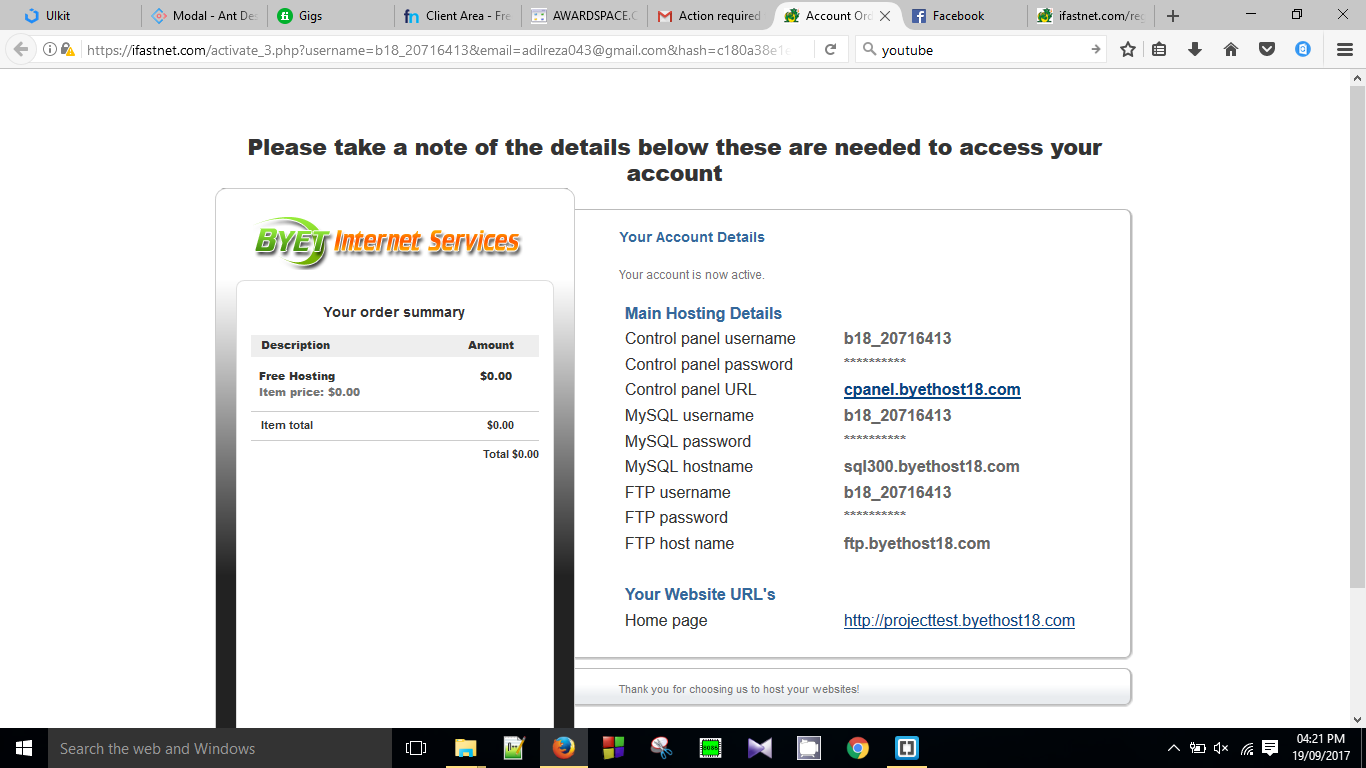 UIkit
Modal - Ant Des
Gigs
Client Area - Fre
AWARDSPACE.C
Action required
Account Ord
Facebook
ifastnet.com/reg
https://ifastnet.com/activate_3.php?username=b18_20716413&email=adilreza043@gmail.com&hash=c180a38e1e
youtube
Please take a note of the details below these are needed to access your
account
BYET Internet Services
Your order summary
Description Amount
Free Hosting $0.00
Item price: $0.00
Item total $0.00
Total $0.00
Your Account Details
Your account is now active.
Main Hosting Details
Control panel username b18_20716413
Control panel password **********
Control panel URL cpanel.byethost18.com
MySQL username b18_20716413
MySQL password **********
MySQL hostname sql300.byethost18.com
FTP username b18_20716413
FTP password **********
FTP host name ftp.byethost18.com
Your Website URL's
Home page http://projecttest.byethost18.com
Thank you for choosing us to host your websites!
Search the web and Windows
04:21 PM
19/09/2017